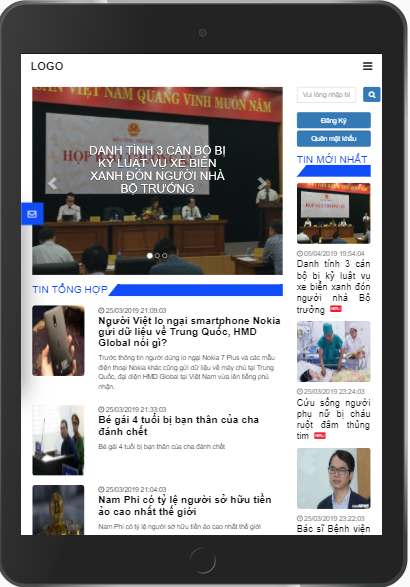 LOGO
VIỆT NAM QUANG VINH MUÔN NĂM
HỌP BÁO
DANH TÍNH 3 CÁN BỘ BỊ
KỶ LUẬT VỤ XE BIỂN
XANH ĐÓN NGƯỜI NHÀ
BỘ TRƯỞNG
TIN TỔNG HỢP
25/03/2019 21:09:03
Người Việt lo ngại smartphone Nokia
gửi dữ liệu về Trung Quốc, HMD
Global nói gì?
Trước thông tin người dùng lo ngại Nokia 7 Plus và các mẫu
điện thoại Nokia khác cũng gửi dữ liệu về máy chủ tại Trung
Quốc, đại diện HMD Global tại Việt Nam vừa lên tiếng phủ
nhận.
25/03/2019 21:33:03
Bé gái 4 tuổi bị bạn thân của cha
đánh chết
Bé gái 4 tuổi bị bạn thân của cha đánh chết
25/03/2019 21:04:03
Nam Phi có tỷ lệ người sở hữu tiền
ảo cao nhất thế giới
Nam Phi có tỷ lệ người sở hữu tiền ảo cao nhất thế giới
Vui lòng nhập từ
Đăng Ký
Quên mật khẩu
TIN MỚI NHẤT
05/04/2019 19:54:04
Danh tính 3 cán
bộ bị kỷ luật vụ
xe biển xanh đón
người nhà Bộ
trưởng
25/03/2019 23:24:03
Cứu sống người
phụ nữ bị cháu
ruột đâm thủng
tim
25/03/2019 23:22:03
Bác sĩ Bệnh viện